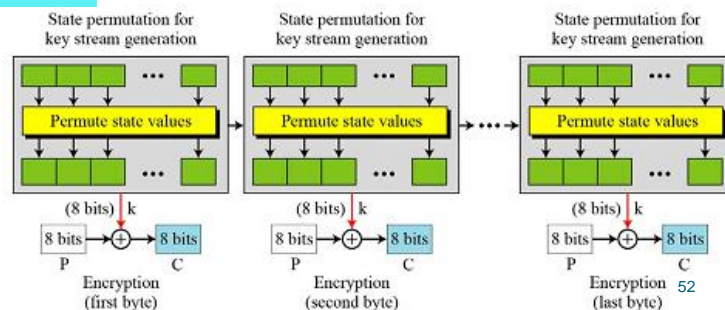 State permutation for
key stream generation
State permutation for
key stream generation
State permutation for
key stream generation
Permute state values
Permute state values
Permute state values
(8 bits) k
(8 bits) k
(8 bits) k
8 bits 8 bits
8 bits 8 bits
8 bits 8 bits
P C
P C
P C
Encryption
(first byte)
Encryption
(second byte)
Encryption
(last byte)
52